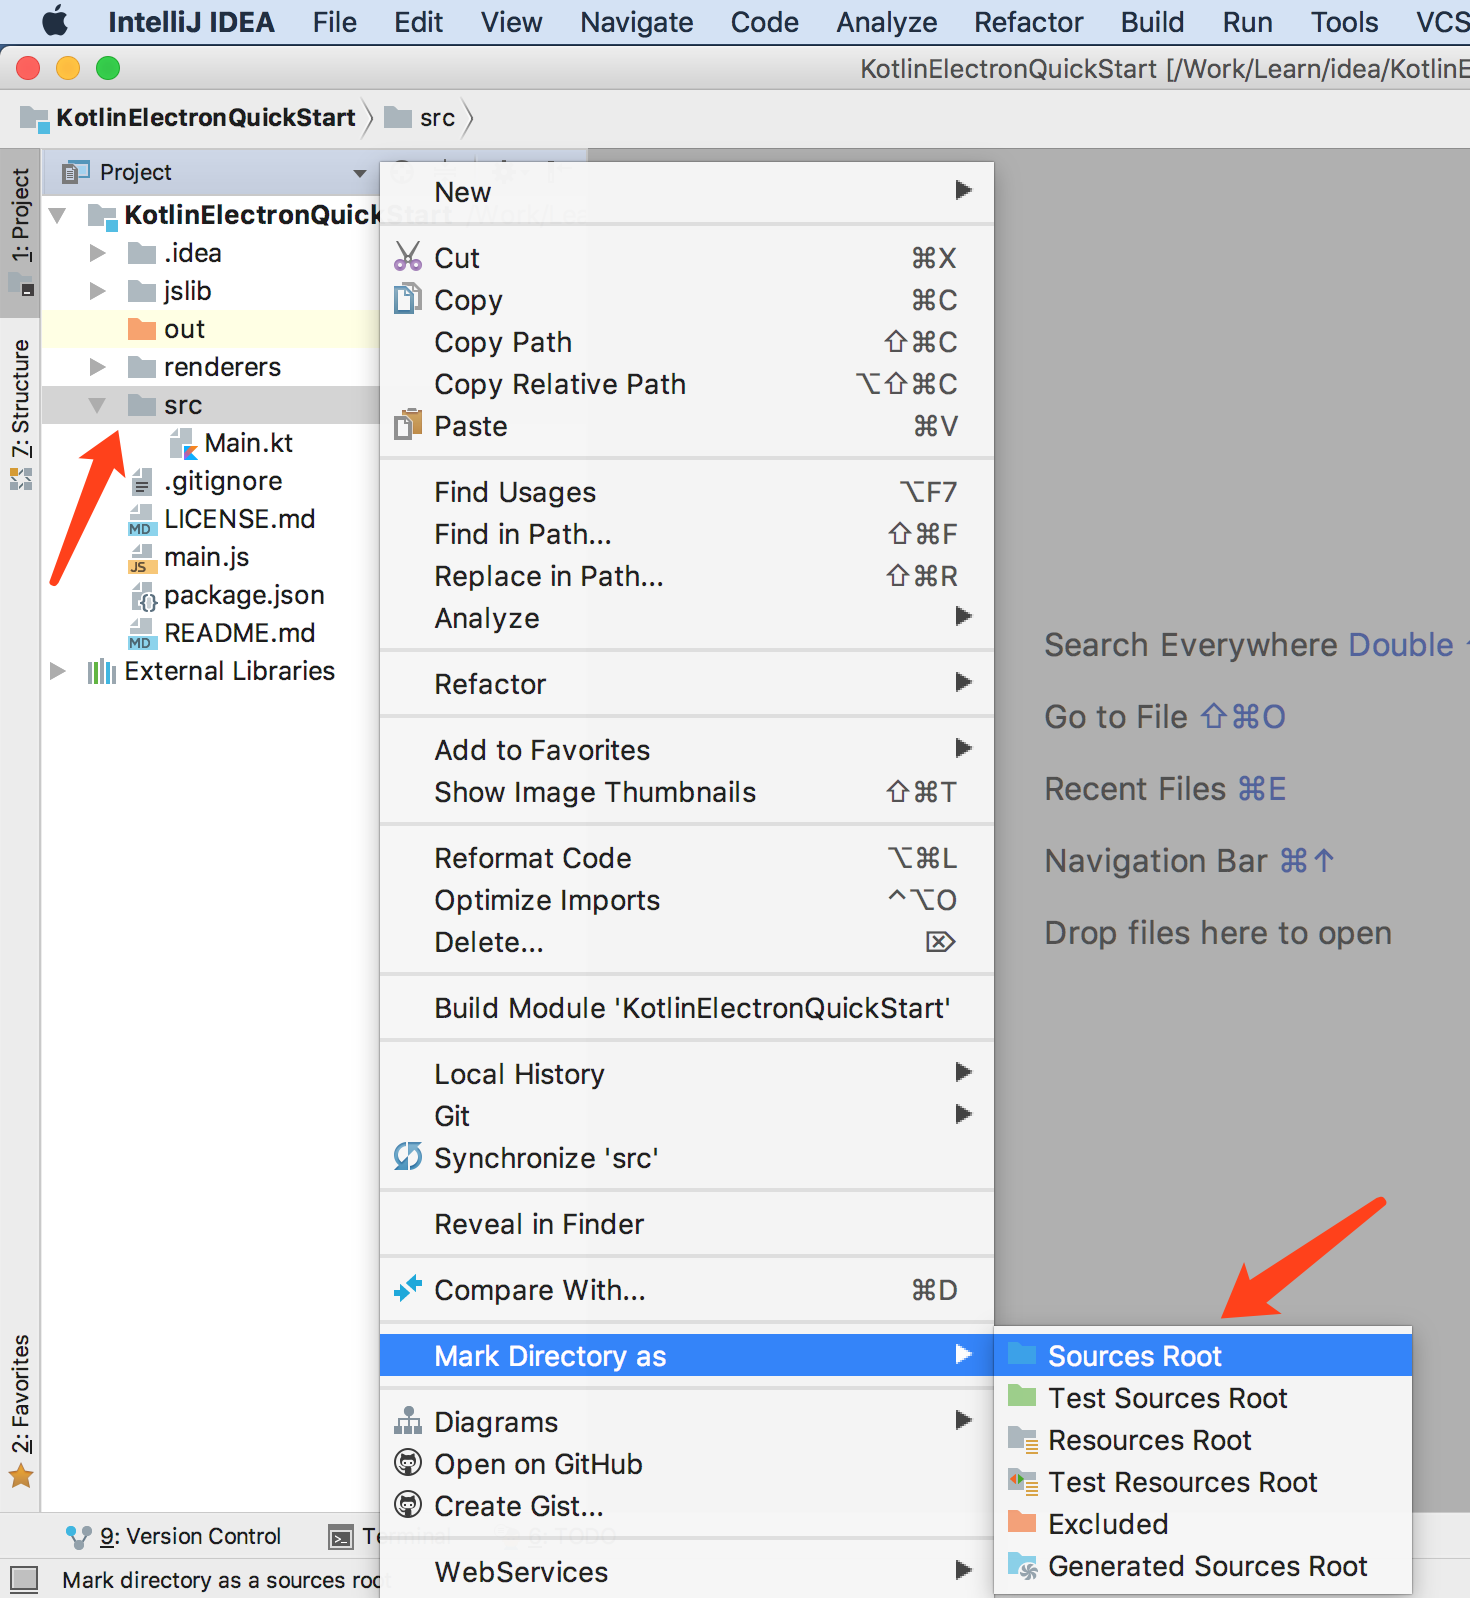 IntelliJ IDEA File Edit View Navigate Code Analyze Refactor Build Run Tools VCS
KotlinElectronQuickStart [/Work/Learn/idea/KotlinE
KotlinElectronQuickStart src
1: Project
7: Structure
2: Favorites
Project
KotlinElectronQuickStart /Work/Lea
.idea
jslib
out
renderers
src
Main.kt
.gitignore
LICENSE.md
main.js
package.json
README.md
External Libraries
New
Cut ⌘X
Copy ⌘C
Copy Path ⇧⌘C
Copy Relative Path ⌥⇧⌘C
Paste ⌘V
Find Usages ⌥F7
Find in Path... ⇧⌘F
Replace in Path... ⇧⌘R
Analyze
Refactor
Add to Favorites
Show Image Thumbnails ⇧⌘T
Reformat Code ⌥⌘L
Optimize Imports ^⌥O
Delete... ⌦
Build Module 'KotlinElectronQuickStart'
Local History
Git
Synchronize 'src'
Reveal in Finder
Compare With... ⌘D
Mark Directory as
Diagrams
Open on GitHub
Create Gist...
WebServices
Sources Root
Test Sources Root
Resources Root
Test Resources Root
Excluded
Generated Sources Root
Search Everywhere Double
Go to File ⇧⌘O
Recent Files ⌘E
Navigation Bar ⌘↑
Drop files here to open
9: Version Control Terminal 6: TODO
Mark directory as a sources roo